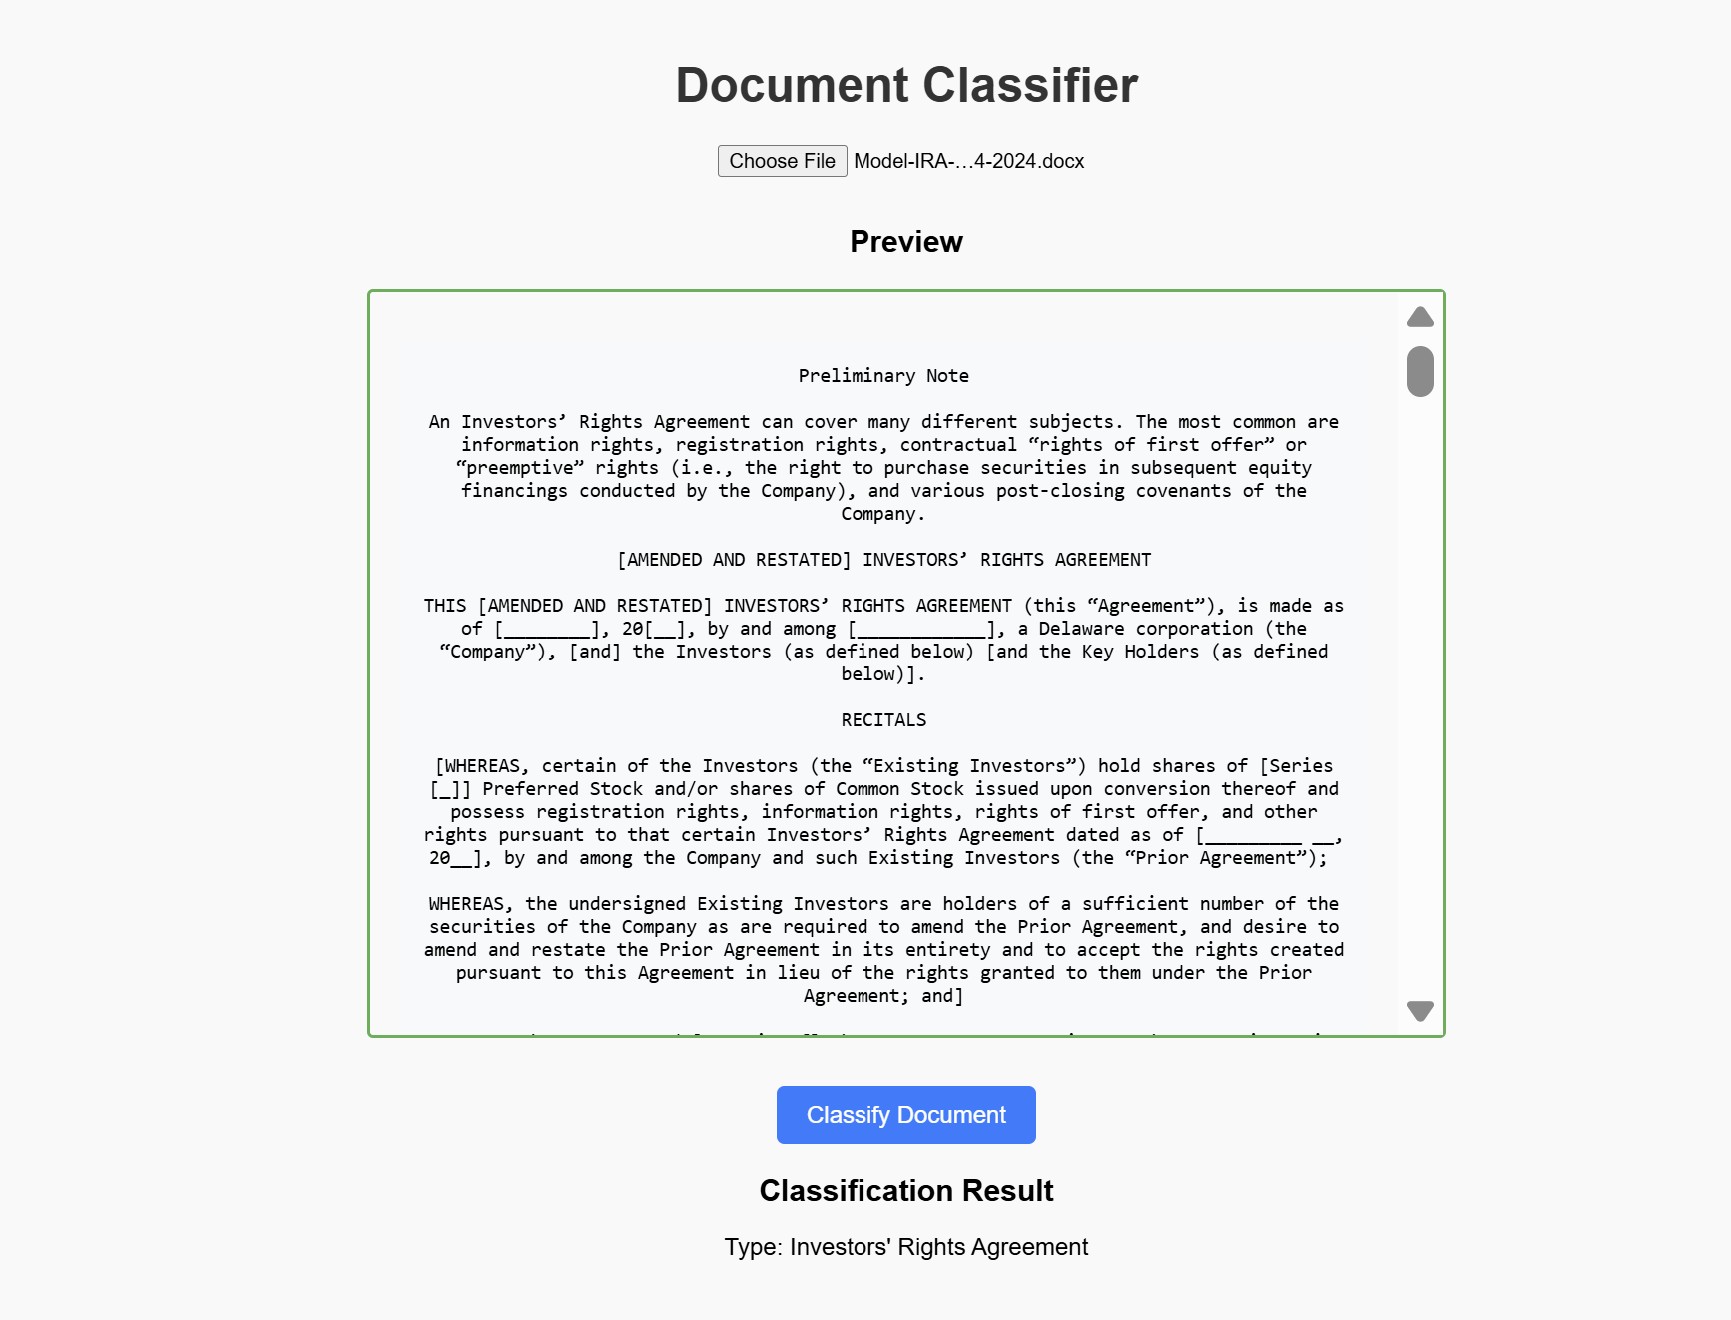 Document Classifier
Choose File Model-IRA-...4-2024.docx
Preview
Preliminary Note
An Investors’ Rights Agreement can cover many different subjects. The most common are
information rights, registration rights, contractual “rights of first offer” or
“preemptive” rights (i.e., the right to purchase securities in subsequent equity
financings conducted by the Company), and various post-closing covenants of the
Company.
[AMENDED AND RESTATED] INVESTORS’ RIGHTS AGREEMENT
THIS [AMENDED AND RESTATED] INVESTORS’ RIGHTS AGREEMENT (this “Agreement”), is made as
of [________], 20[__], by and among [____________], a Delaware corporation (the
“Company”), [and] the Investors (as defined below) [and the Key Holders (as defined
below)].
RECITALS
[WHEREAS, certain of the Investors (the “Existing Investors”) hold shares of [Series
[_]] Preferred Stock and/or shares of Common Stock issued upon conversion thereof and
possess registration rights, information rights, rights of first offer, and other
rights pursuant to that certain Investors’ Rights Agreement dated as of [_________ __,
20__], by and among the Company and such Existing Investors (the “Prior Agreement”);
WHEREAS, the undersigned Existing Investors are holders of a sufficient number of the
securities of the Company as are required to amend the Prior Agreement, and desire to
amend and restate the Prior Agreement in its entirety and to accept the rights created
pursuant to this Agreement in lieu of the rights granted to them under the Prior
Agreement; and]
Classify Document
Classification Result
Type: Investors' Rights Agreement